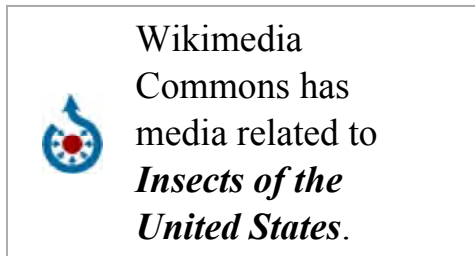 Wikimedia
Commons has
media related to
Insects of the
United States.